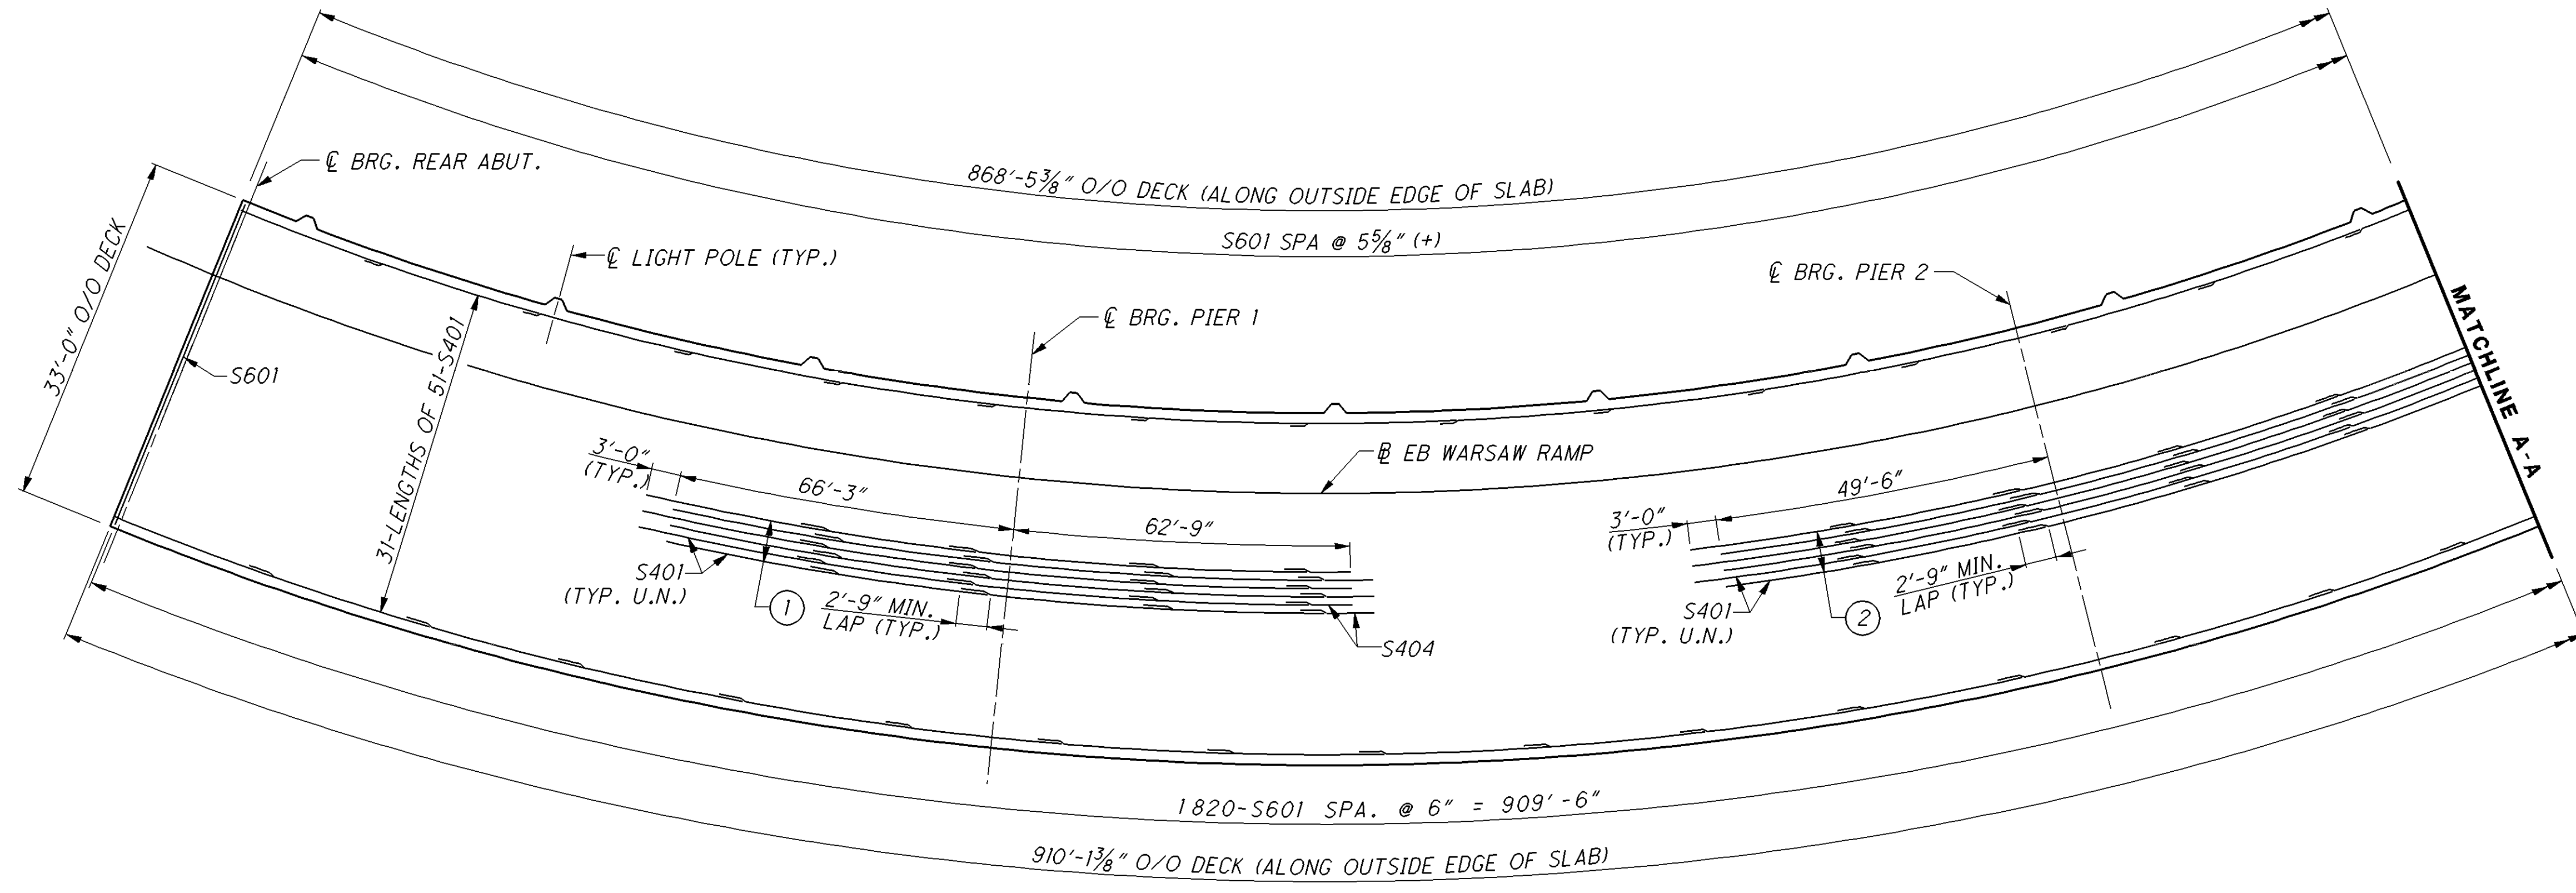 868'-5⅜" O/O DECK (ALONG OUTSIDE EDGE OF SLAB)
S601 SPA @ 5⅝" (+)
℄ BRG. REAR ABUT.
33'-0" O/O DECK
℄ LIGHT POLE (TYP.)
℄ BRG. PIER 1
℄ BRG. PIER 2
S601
31-LENGTHS OF 51-S401
MATCHLINE A-A
3'-0"
(TYP.)
66'-3"
62'-9"
℄ EB WARSAW RAMP
3'-0"
(TYP.)
49'-6"
S401
(TYP. U.N.)
1
2'-9" MIN.
LAP (TYP.)
S404
S401
(TYP. U.N.)
2
2'-9" MIN.
LAP (TYP.)
1820-S601 SPA. @ 6" = 909'-6"
910'-1⅜" O/O DECK (ALONG OUTSIDE EDGE OF SLAB)